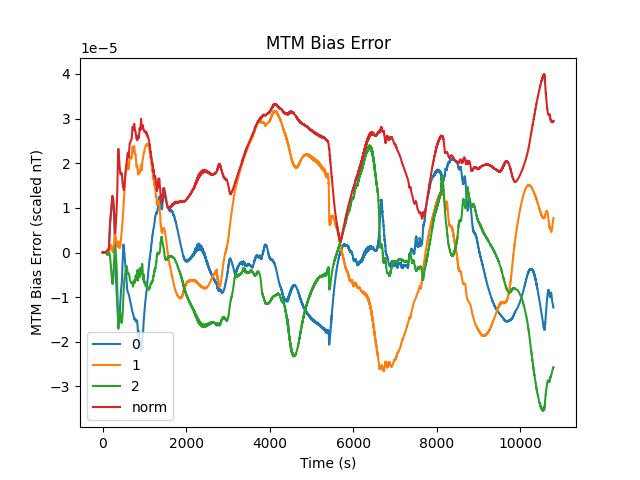 MTM Bias Error
1e−5
MTM Bias Error (scaled nT)
4
3
2
1
0
−1
−2
−3
0
1
2
norm
0 2000 4000 6000 8000 10000
Time (s)